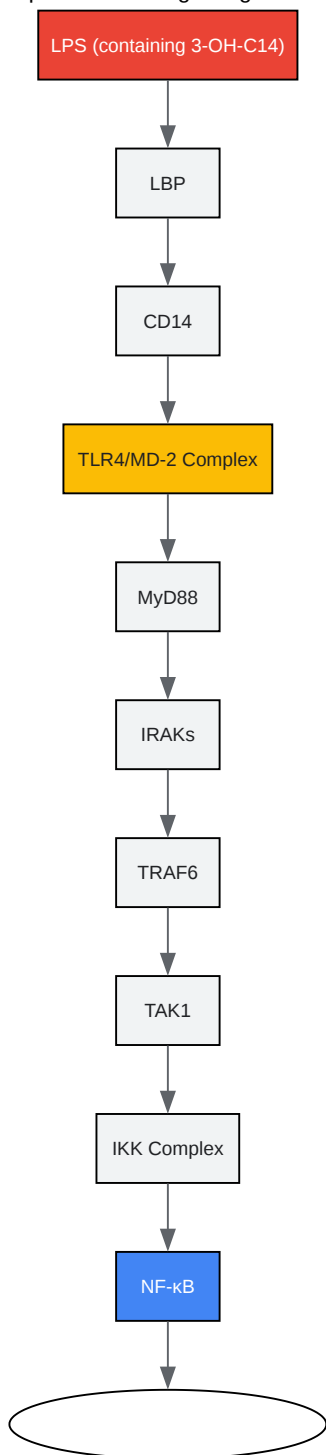 LPS (containing 3-OH-C14)
LBP
CD14
TLR4/MD-2 Complex
MyD88
IRAKs
TRAF6
TAK1
IKK Complex
NF-κB